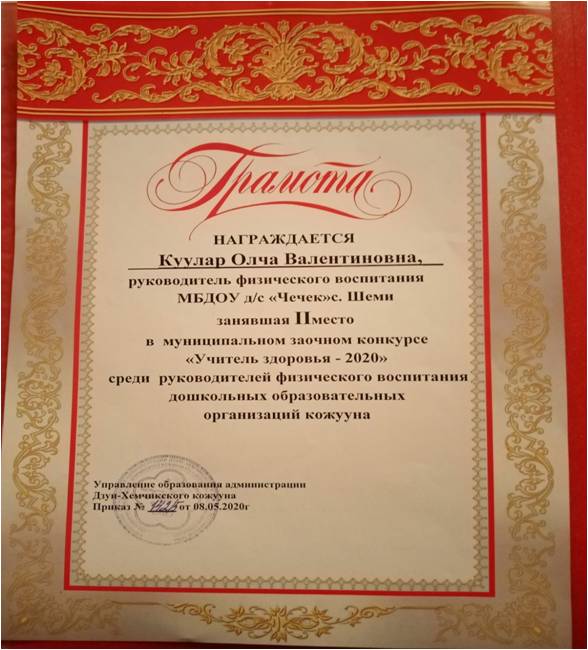 Грамота
НАГРАЖДАЕТСЯ
Куулар Олча Валентиновна,
руководитель физического воспитания
МБДОУ д/с «Чечек»с. Шеми
занявшая IIместо
в муниципальном заочном конкурсе
«Учитель здоровья - 2020»
среди руководителей физического воспитания
дошкольных образовательных
организаций кожууна
Управление образования администрации
Дзун-Хемчикского кожууна
Приказ № от 08.05.2020г